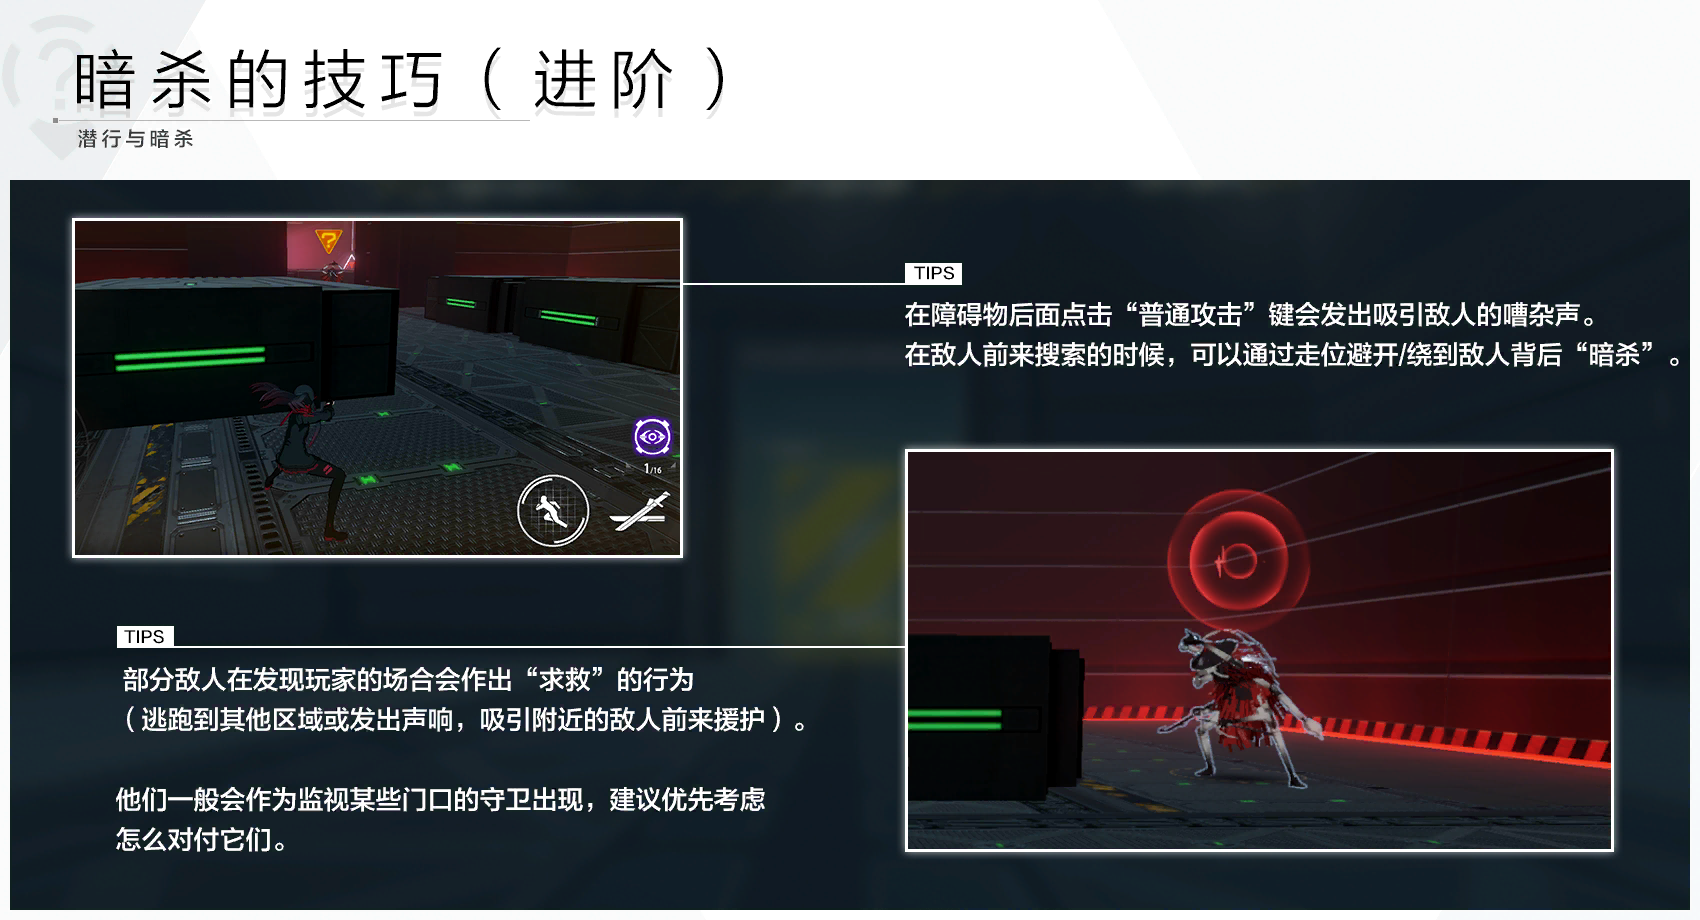 暗杀的技巧（进阶）
潜行与暗杀
TIPS
在障碍物后面点击“普通攻击”键会发出吸引敌人的嘈杂声。
在敌人前来搜索的时候，可以通过走位避开/绕到敌人背后“暗杀”。
1/16
TIPS
部分敌人在发现玩家的场合会作出“求救”的行为
（逃跑到其他区域或发出声响，吸引附近的敌人前来援护）。
他们一般会作为监视某些门口的守卫出现，建议优先考虑
怎么对付它们。